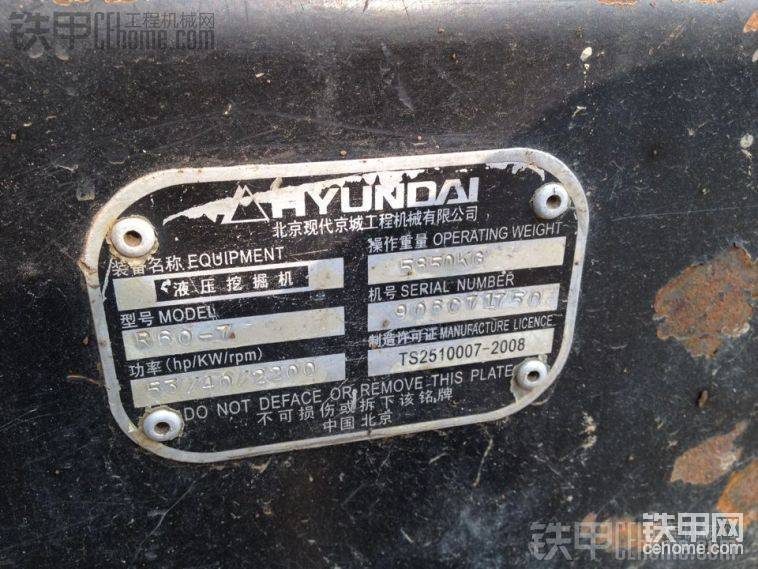 铁甲 工程机械网
cehome.com
HYUNDAI
北京现代京城工程机械有限公司
装备名称 EQUIPMENT
液压挖掘机
型号 MODEL
R60-7
功率 (hp/KW/rpm)
53/40/2200
操作重量 OPERATING WEIGHT
5850KG
机号 SERIAL NUMBER
制造许可证 MANUFACTURE LICENCE
TS2510007-2008
DO NOT DEFACE OR REMOVE THIS PLATE
不可损伤或拆下该铭牌
中国 北京
铁甲网
cehome.com